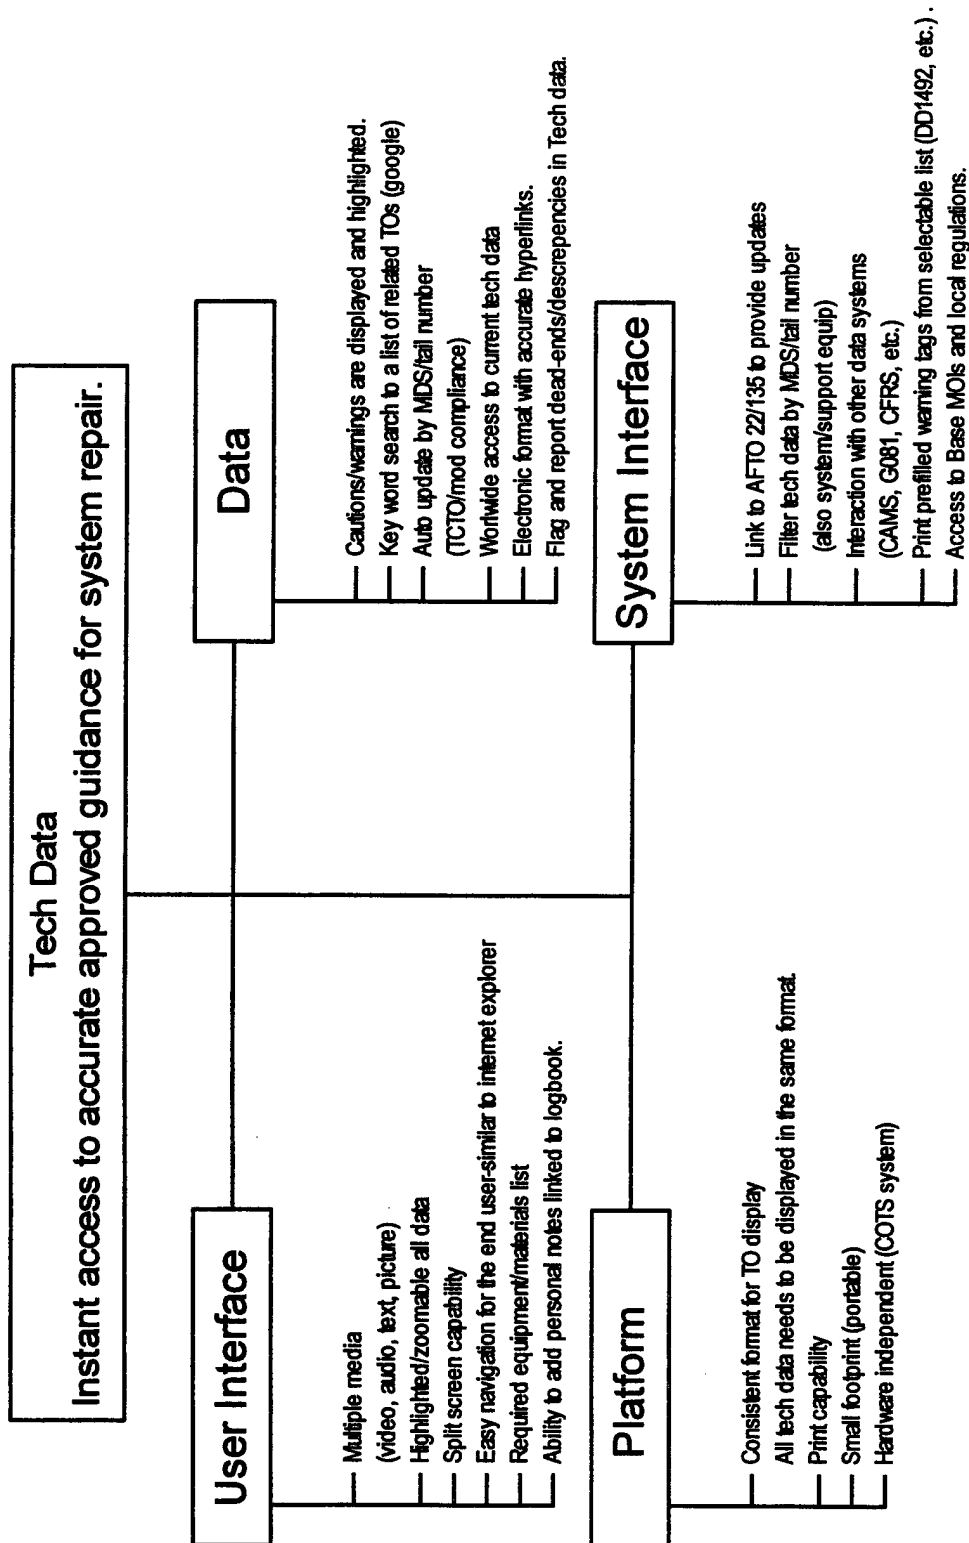 Tech Data
Instant access to accurate approved guidance for system repair.
User Interface
Multiple media
(video, audio, text, picture)
Highlighted/zoomable all data
Split screen capability
Easy navigation for the end user-similar to internet explorer
Required equipment/materials list
Ability to add personal notes linked to logbook.
Data
Cautions/warnings are displayed and highlighted.
Key word search to a list of related TOs (google)
Auto update by MDS/tail number
(TCTO/mod compliance)
Worlwide access to current tech data
Electronic format with accurate hyperlinks.
Flag and report dead-ends/descrepencies in Tech data.
Platform
Consistent format for TO display
All tech data needs to be displayed in the same format.
Print capability
Small footprint (portable)
Hardware independent (COTS system)
System Interface
Link to AFTO 22/135 to provide updates
Filter tech data by MDS/tail number
(also system/support equip)
Interaction with other data systems
(CAMS, G081, CFRS, etc.)
Print prefilled warning tags from selectable list (DD1492, etc.) .
Access to Base MOIs and local regulations.